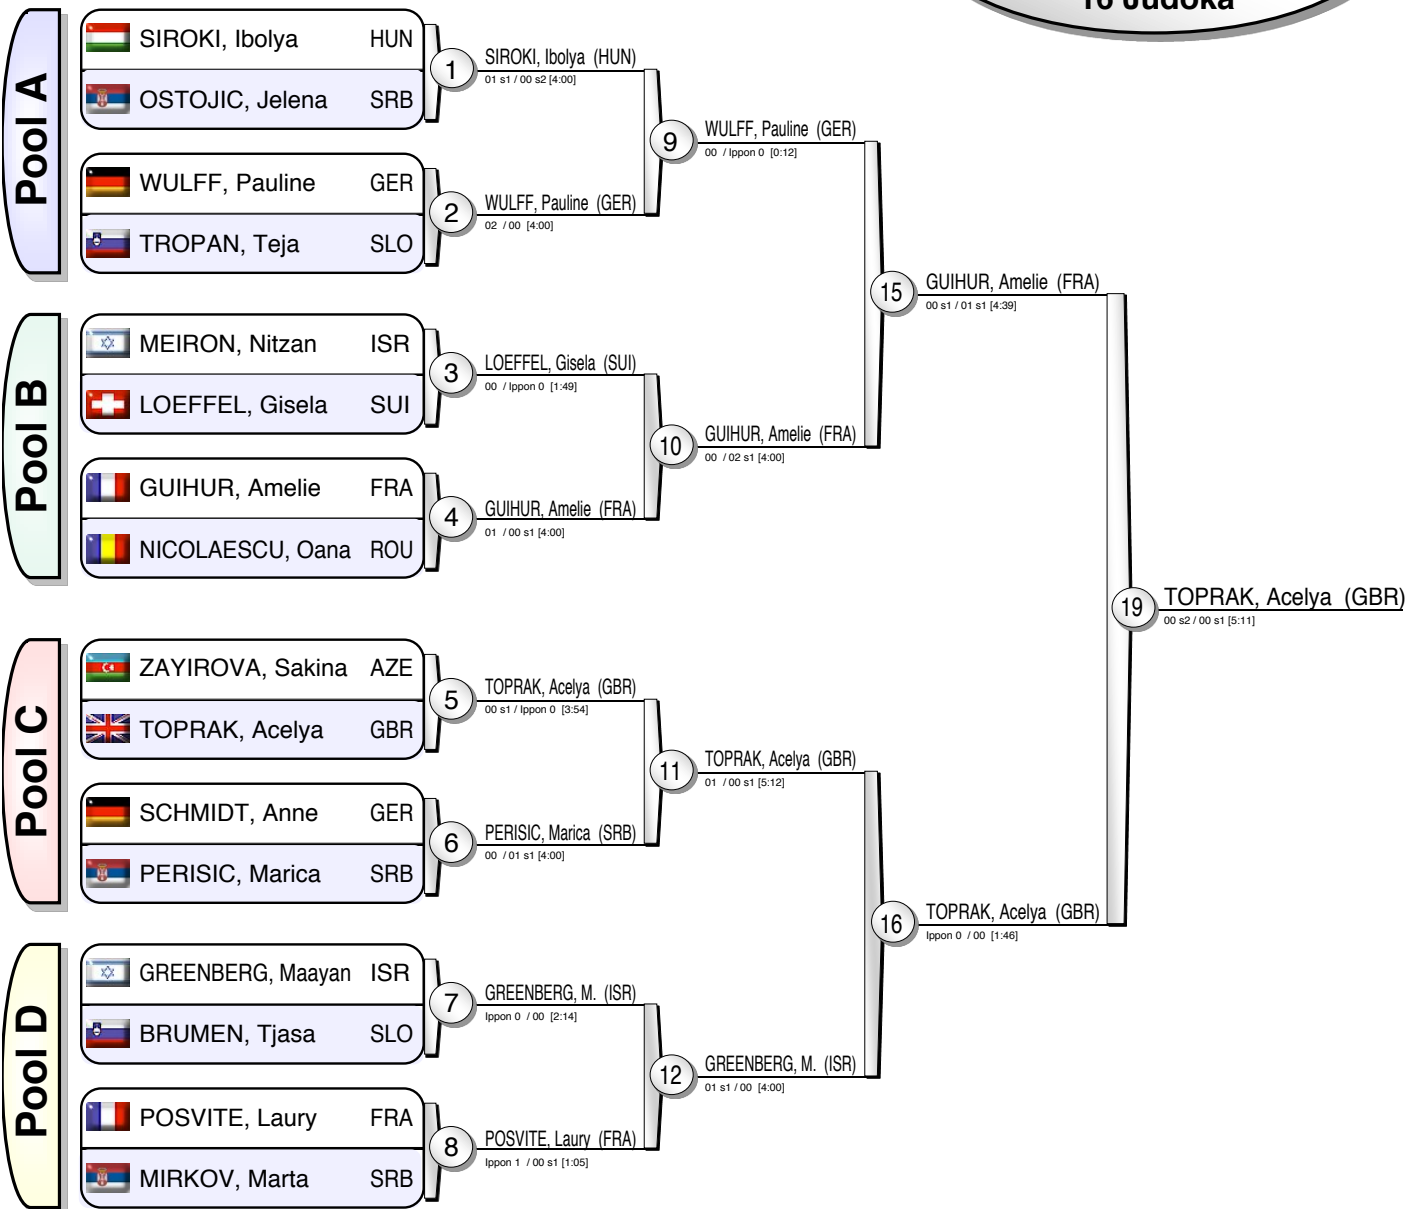 16 Judoka
Pool A
SIROKI, Ibolya HUN
OSTOJIC, Jelena SRB
1
SIROKI, Ibolya (HUN)
01 s1 / 00 s2 [4:00]
WULFF, Pauline GER
TROPAN, Teja SLO
2
WULFF, Pauline (GER)
02 / 00 [4:00]
9
WULFF, Pauline (GER)
00 / Ippon 0 [0:12]
Pool B
MEIRON, Nitzan ISR
LOEFFEL, Gisela SUI
3
LOEFFEL, Gisela (SUI)
00 / Ippon 0 [1:49]
GUIHUR, Amelie FRA
NICOLAESCU, Oana ROU
4
GUIHUR, Amelie (FRA)
01 / 00 s1 [4:00]
10
GUIHUR, Amelie (FRA)
00 / 02 s1 [4:00]
15
GUIHUR, Amelie (FRA)
00 s1 / 01 s1 [4:39]
Pool C
ZAYIROVA, Sakina AZE
TOPRAK, Acelya GBR
5
TOPRAK, Acelya (GBR)
00 s1 / Ippon 0 [3:54]
SCHMIDT, Anne GER
PERISIC, Marica SRB
6
PERISIC, Marica (SRB)
00 / 01 s1 [4:00]
11
TOPRAK, Acelya (GBR)
01 / 00 s1 [5:12]
Pool D
GREENBERG, Maayan ISR
BRUMEN, Tjasa SLO
7
GREENBERG, M. (ISR)
Ippon 0 / 00 [2:14]
POSVITE, Laury FRA
MIRKOV, Marta SRB
8
POSVITE, Laury (FRA)
Ippon 1 / 00 s1 [1:05]
12
GREENBERG, M. (ISR)
01 s1 / 00 [4:00]
16
TOPRAK, Acelya (GBR)
Ippon 0 / 00 [1:46]
19
TOPRAK, Acelya (GBR)
00 s2 / 00 s1 [5:11]